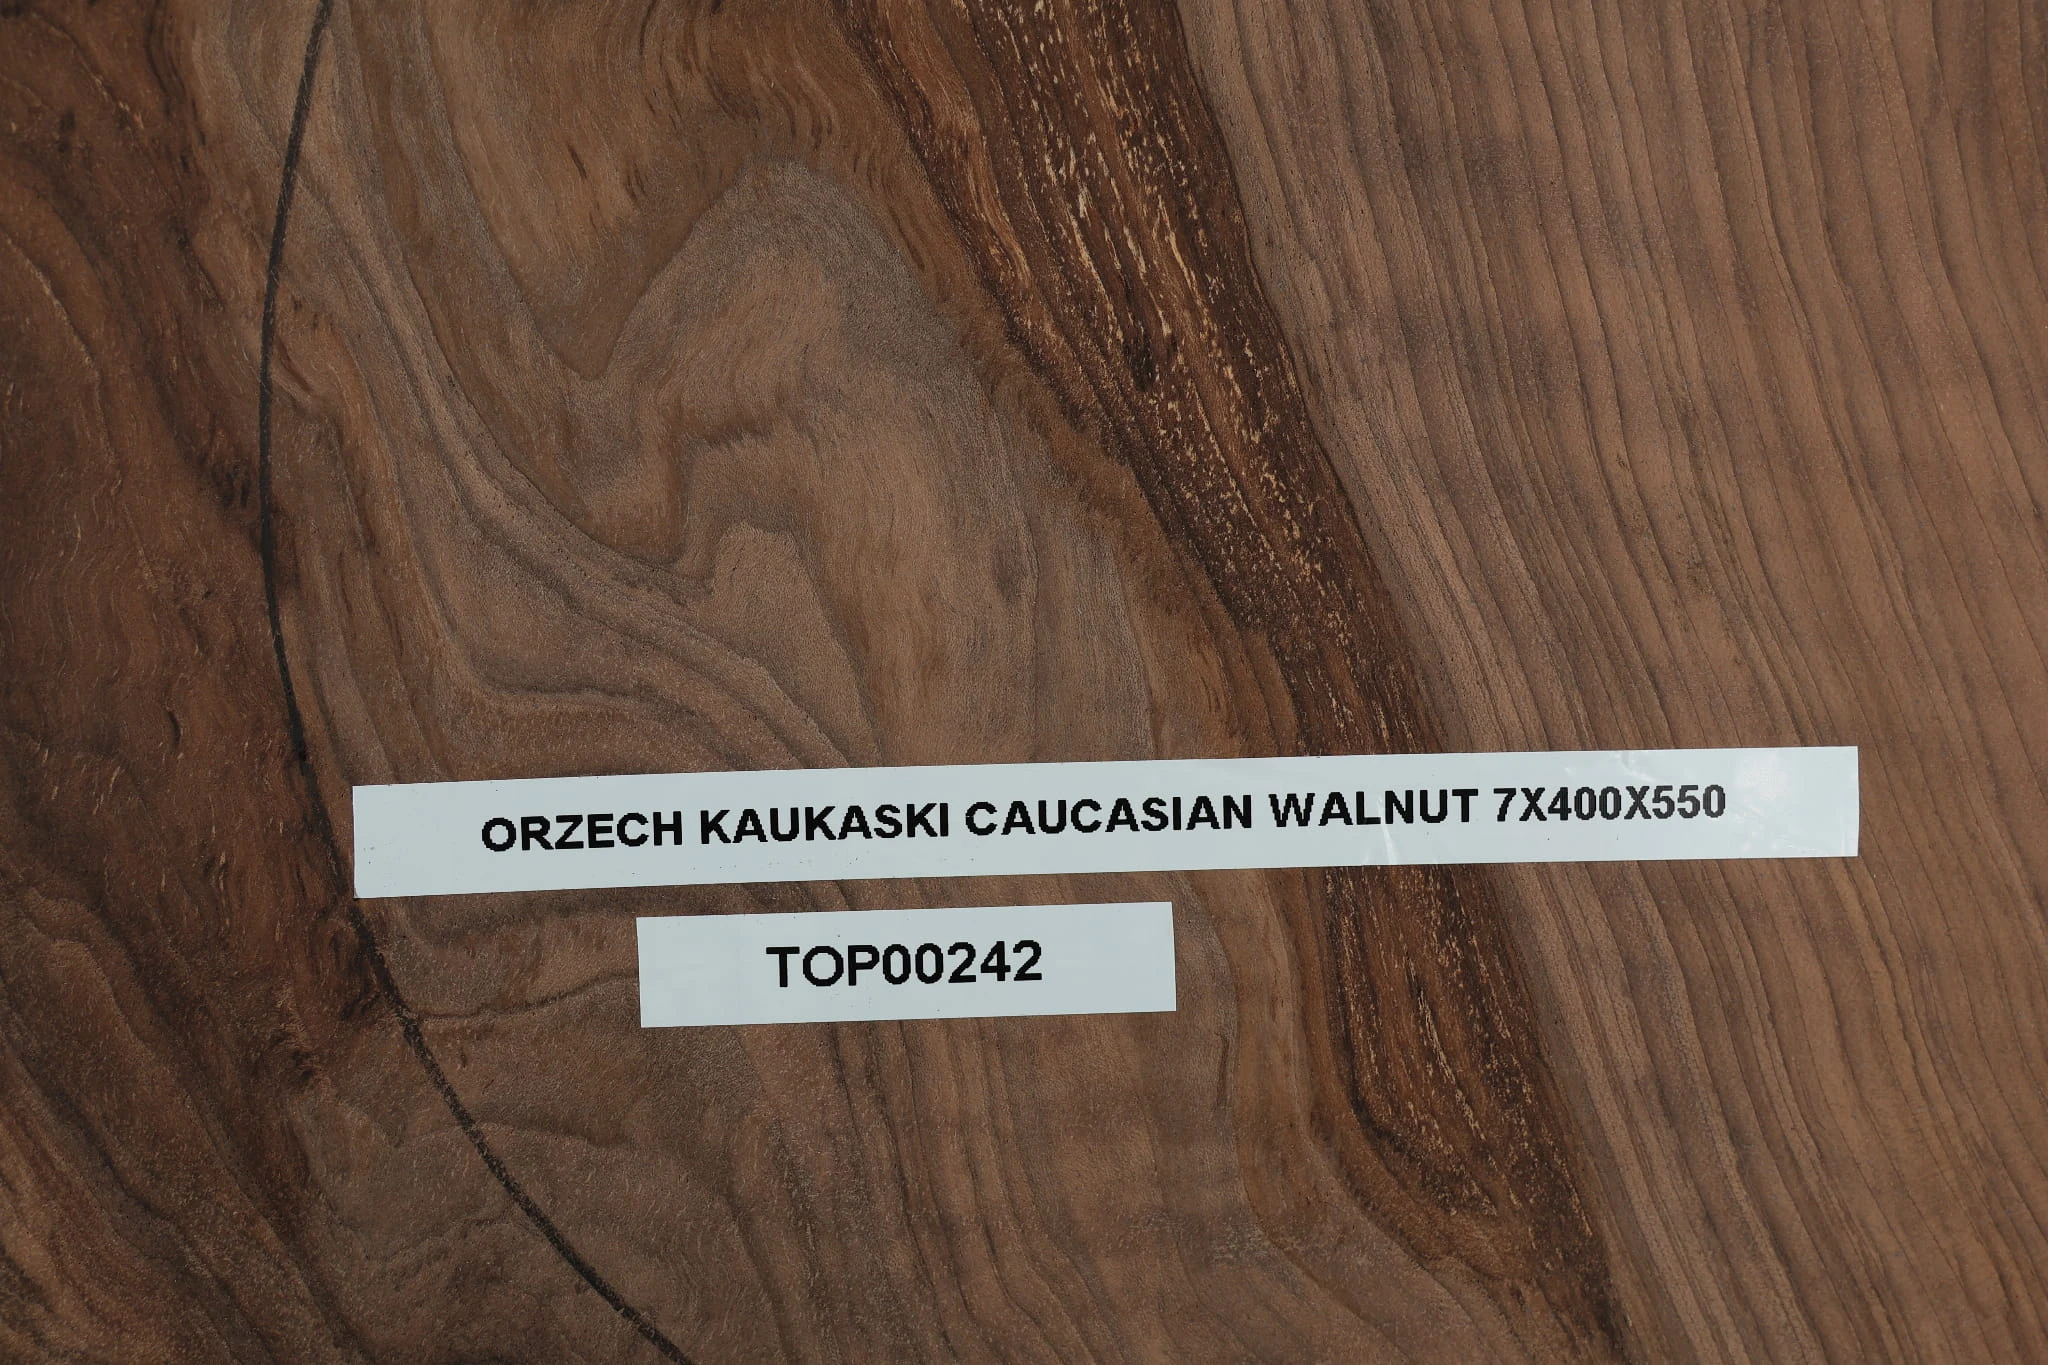 ORZECH KAUKASKI CAUCASIAN WALNUT 7X400X550
TOP00242